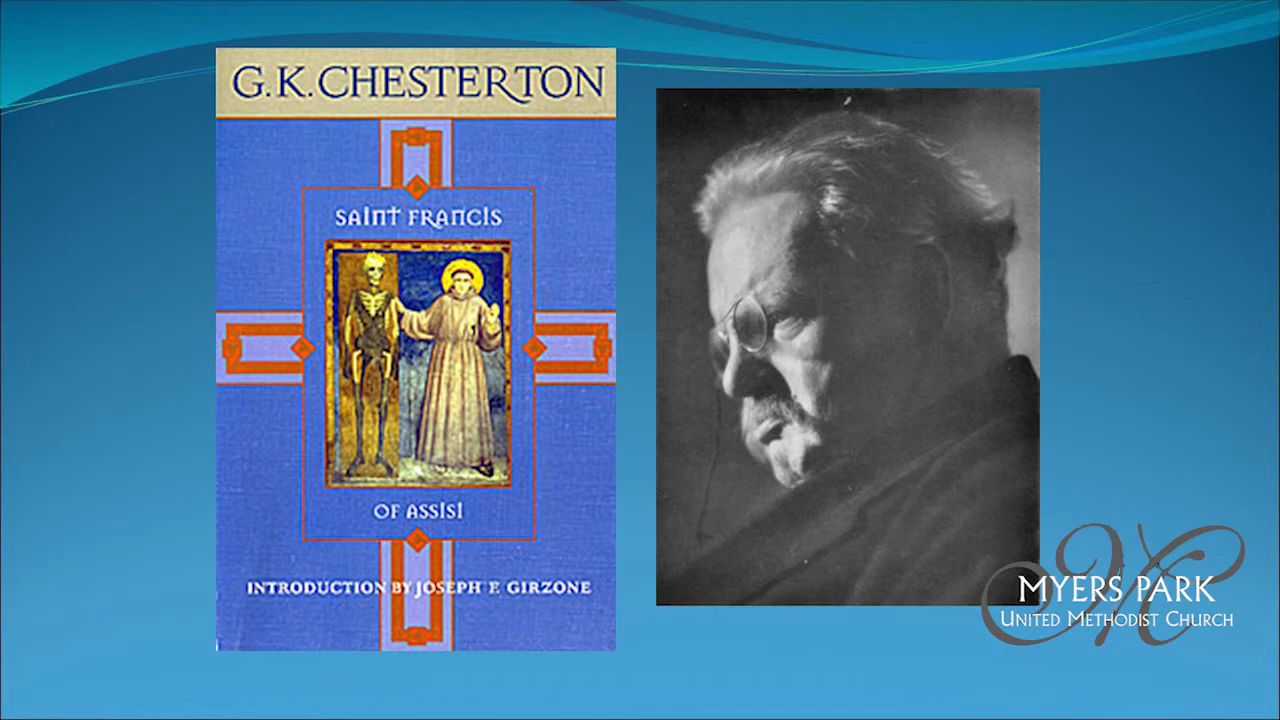 G.K.CHESTERTON
SAINT FRANCIS
OF ASSISI
INTRODUCTION BY JOSEPH F. GIRZONE
MYERS PARK
UNITED METHODIST CHURCH